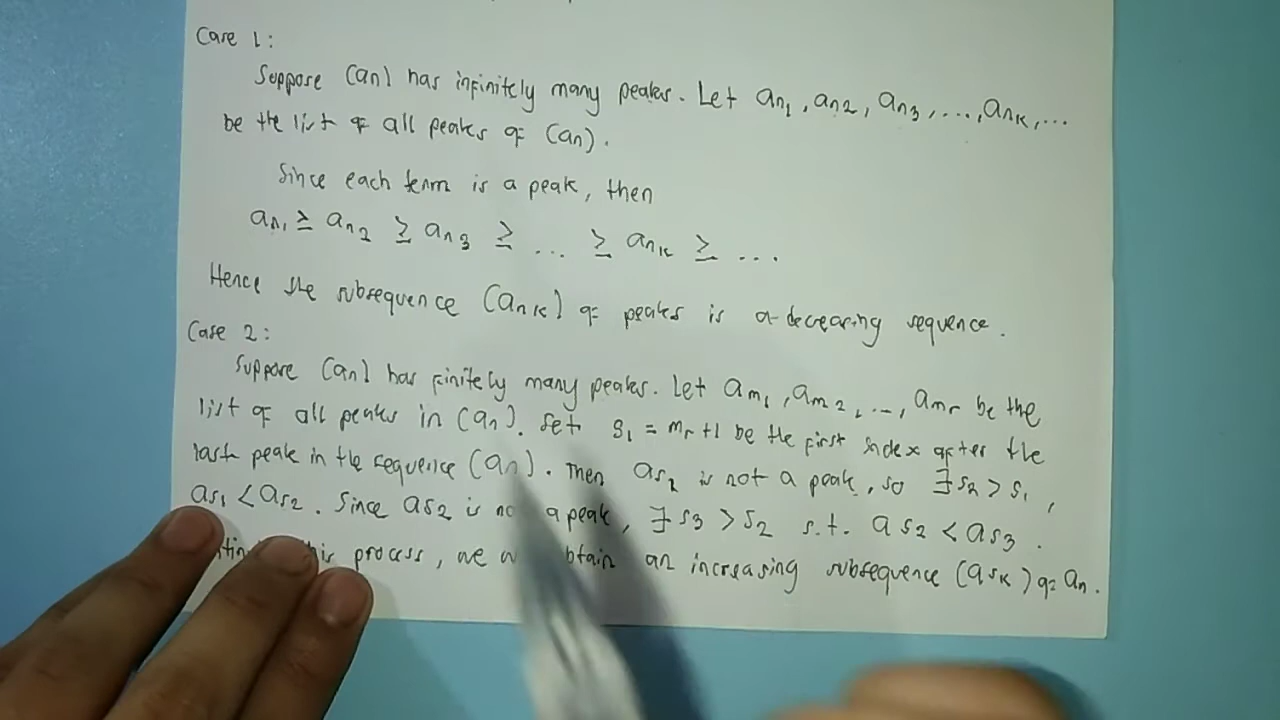 Case 1:
Suppose (an) has infinitely many peaks. Let an1, an2, an3, ..., ank, ...
be the list of all peaks of (an).
Since each term is a peak, then
an1 ≥ an2 ≥ an3 ≥ ... ≥ ank ≥ ...
Hence the subsequence (ank) of peaks is a decreasing sequence.
Case 2:
Suppose (an) has finitely many peaks. Let am1, am2, ..., amr be the
list of all peaks in (an). Set s1 = mr+1 be the first index after the
last peak in the sequence (an). Then as2 is not a peak, so ∃ s2 > s1,
as1 < as2. Since as2 is a peak, ∃ s3 > s2 s.t. as2 < as3.
process, we an increasing subsequence (ask) of an.